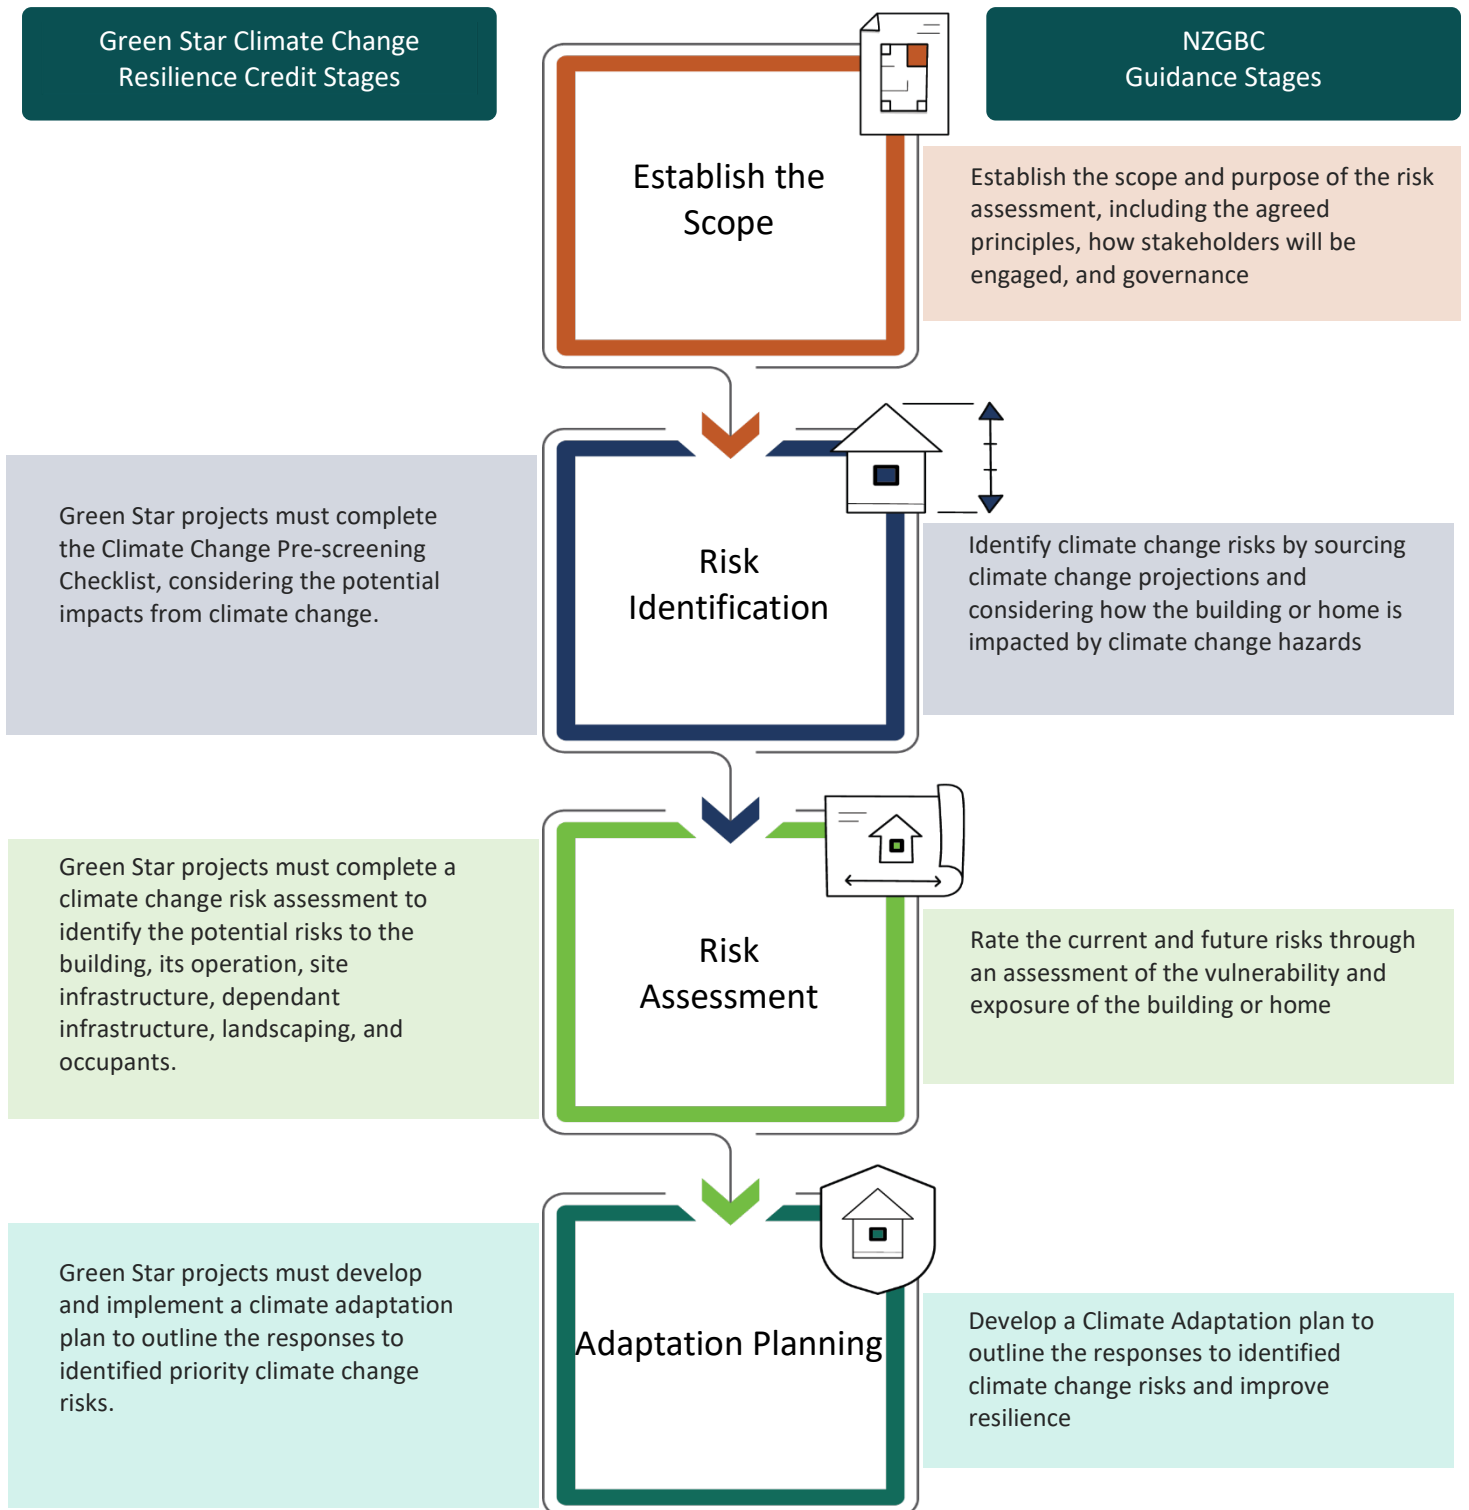 Green Star Climate Change
Resilience Credit Stages
NZGBC
Guidance Stages
Establish the
Scope
Establish the scope and purpose of the risk
assessment, including the agreed
principles, how stakeholders will be
engaged, and governance
Green Star projects must complete
the Climate Change Pre-screening
Checklist, considering the potential
impacts from climate change.
Risk
Identification
Identify climate change risks by sourcing
climate change projections and
considering how the building or home is
impacted by climate change hazards
Green Star projects must complete a
climate change risk assessment to
identify the potential risks to the
building, its operation, site
infrastructure, dependant
infrastructure, landscaping, and
occupants.
Risk
Assessment
Rate the current and future risks through
an assessment of the vulnerability and
exposure of the building or home
Green Star projects must develop
and implement a climate adaptation
plan to outline the responses to
identified priority climate change
risks.
Adaptation Planning
Develop a Climate Adaptation plan to
outline the responses to identified
climate change risks and improve
resilience